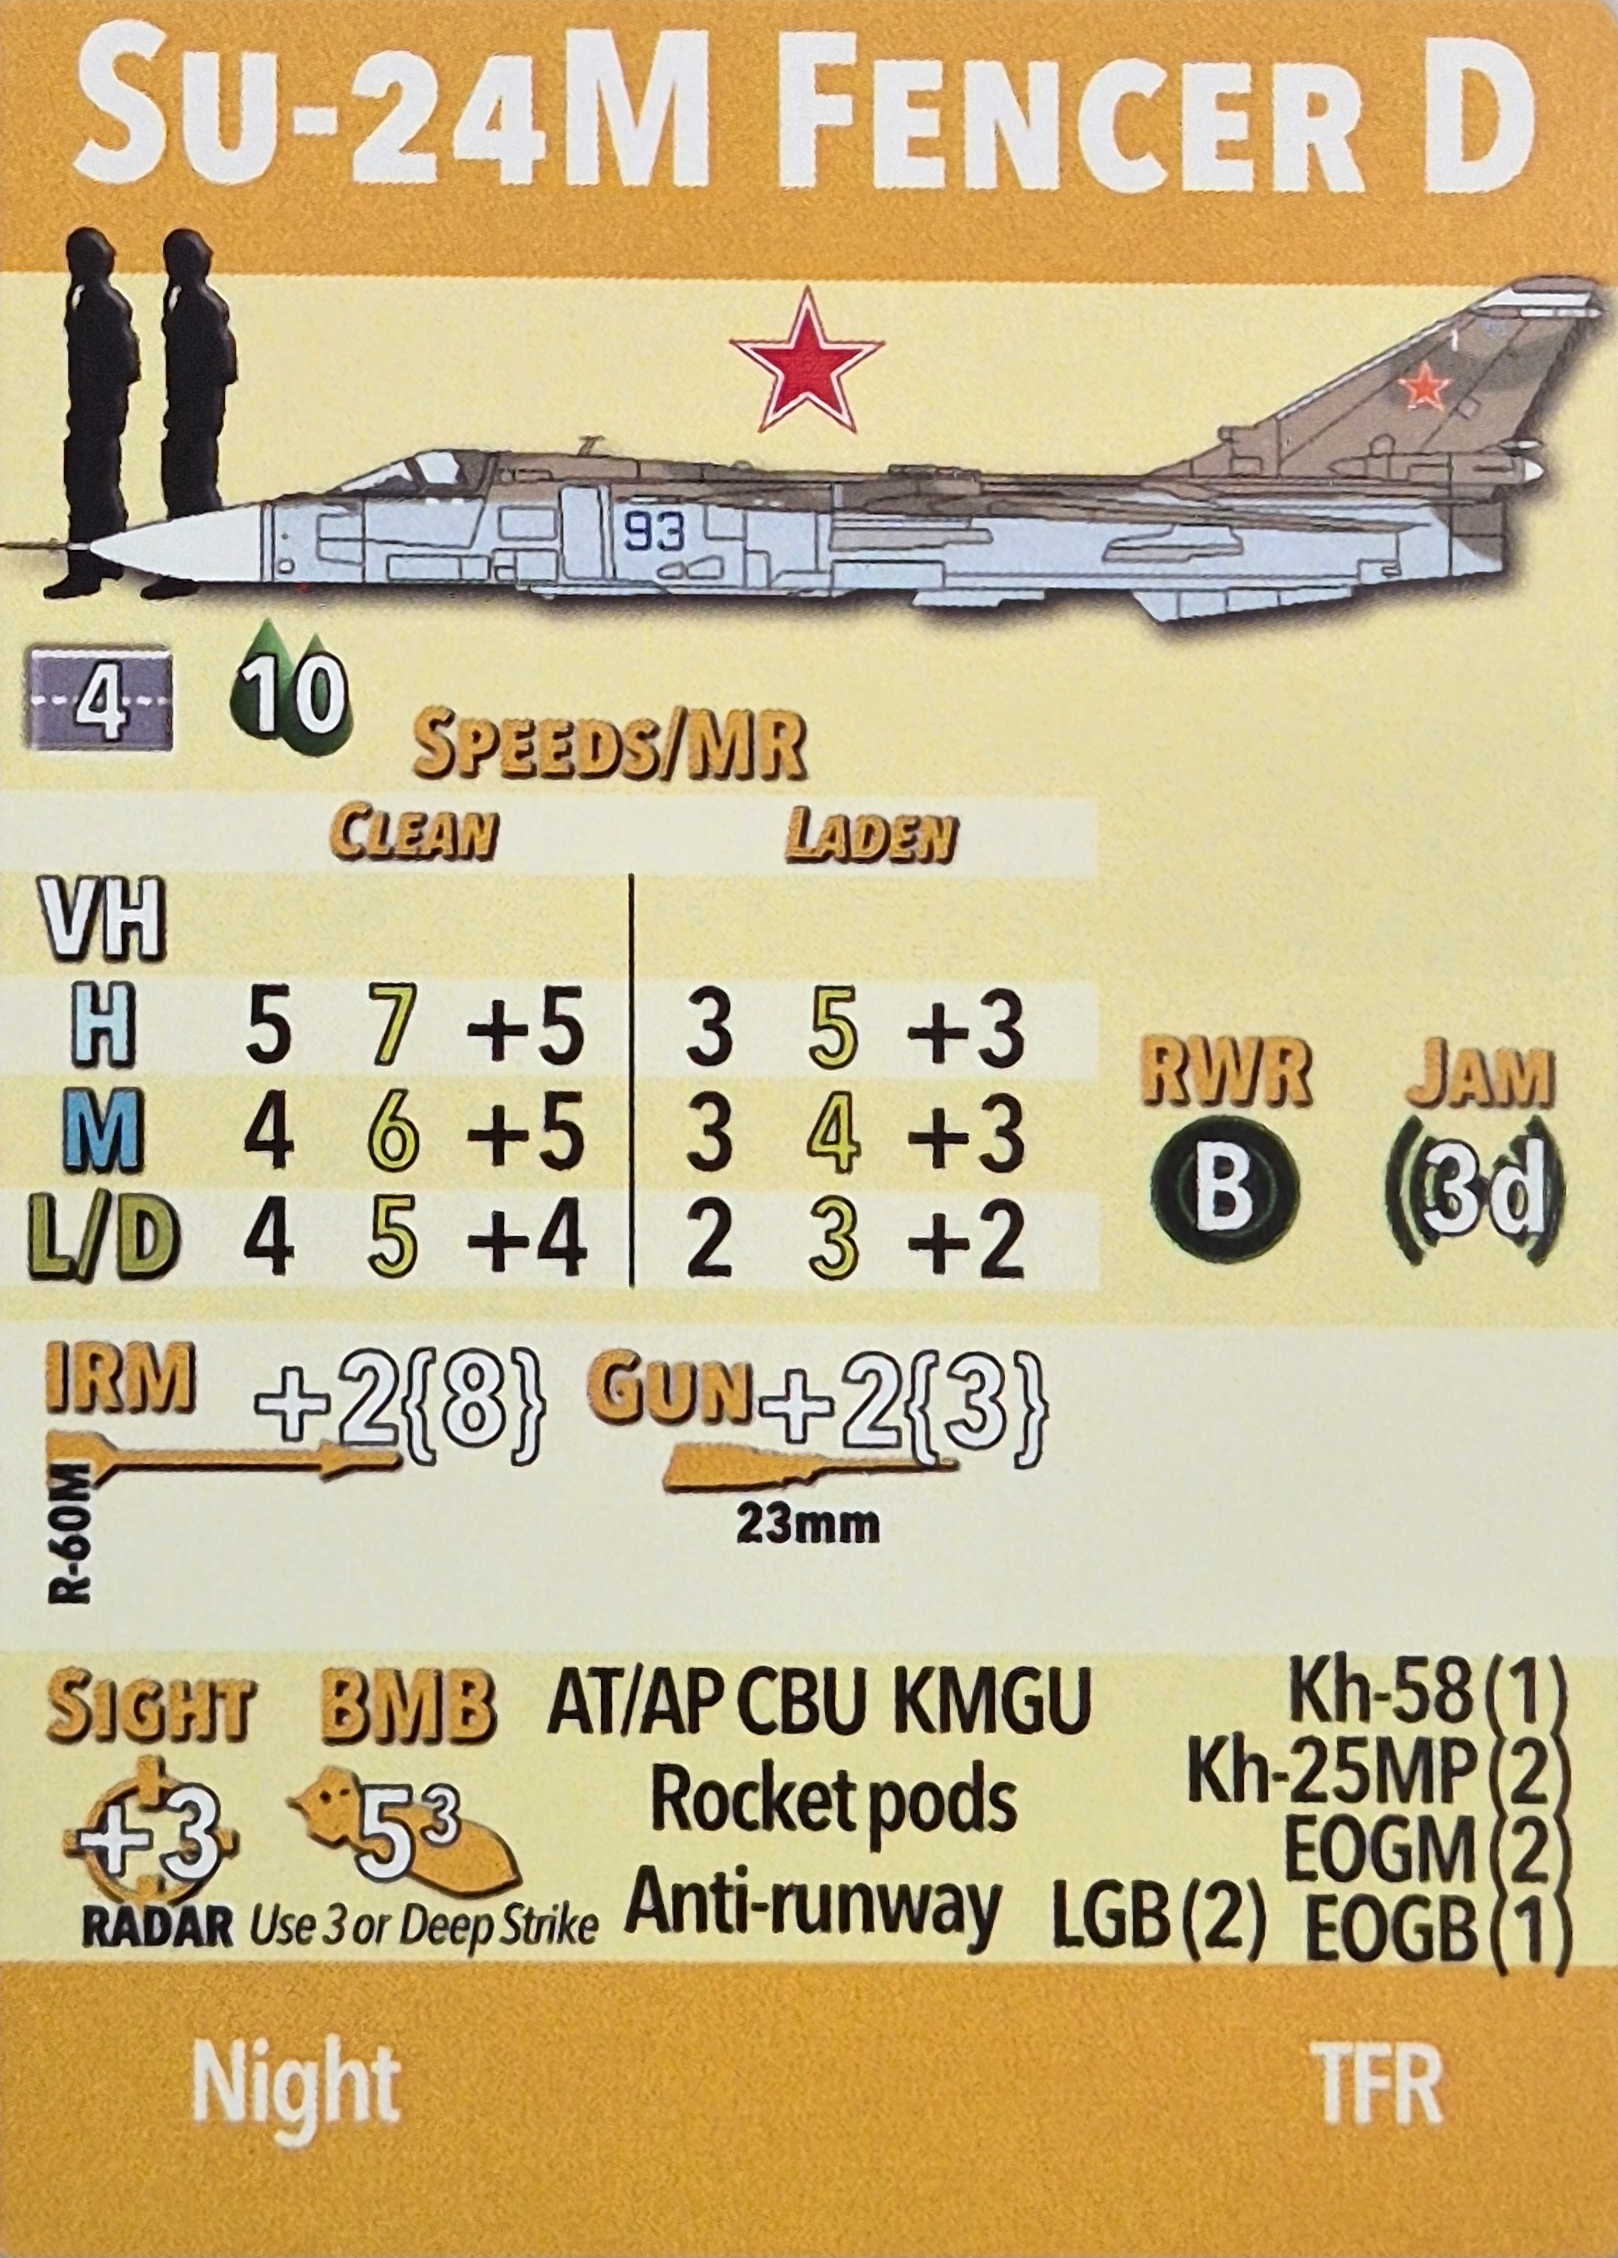 SU-24M FENCER D
93
4 10
SPEEDS/MR
CLEAN LADEN
VH
H 5 7 +5 3 5 +3
M 4 6 +5 3 4 +3
L/D 4 5 +4 2 3 +2
RWR JAM
B (3d)
IRM +2{8} GUN +2{3}
R-60M
23mm
SIGHT BMB
+3 5³
RADAR Use 3 or Deep Strike
AT/AP CBU KMGU
Rocket pods
Anti-runway
LGB (2)
Kh-58 (1)
Kh-25MP (2)
EOGM (2)
EOGB (1)
Night TFR